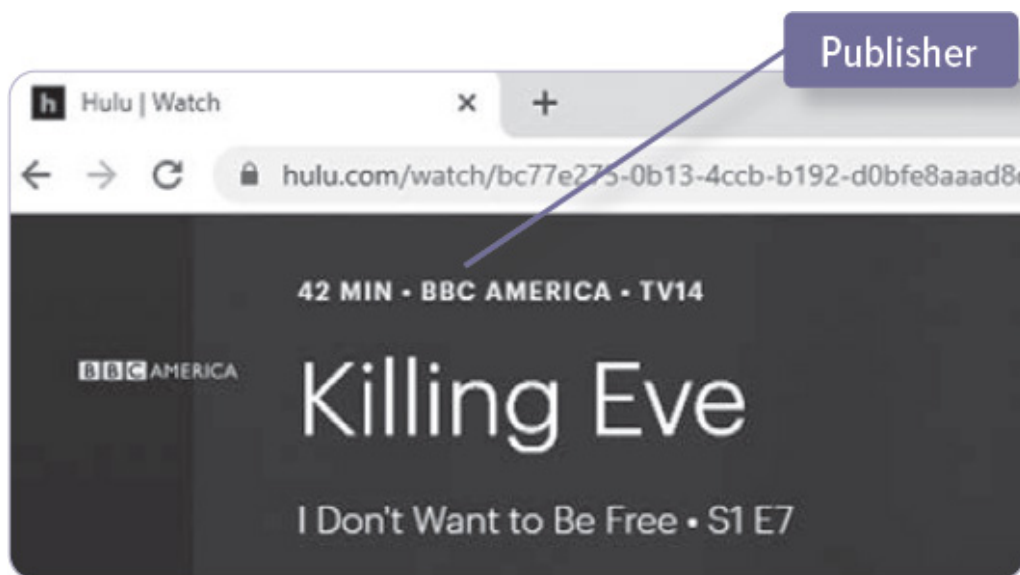 Publisher
h Hulu | Watch × +
hulu.com/watch/bc77e275-0b13-4ccb-b192-d0bfe8aaad8
42 MIN • BBC AMERICA • TV14
BBC AMERICA
Killing Eve
I Don't Want to Be Free • S1 E7